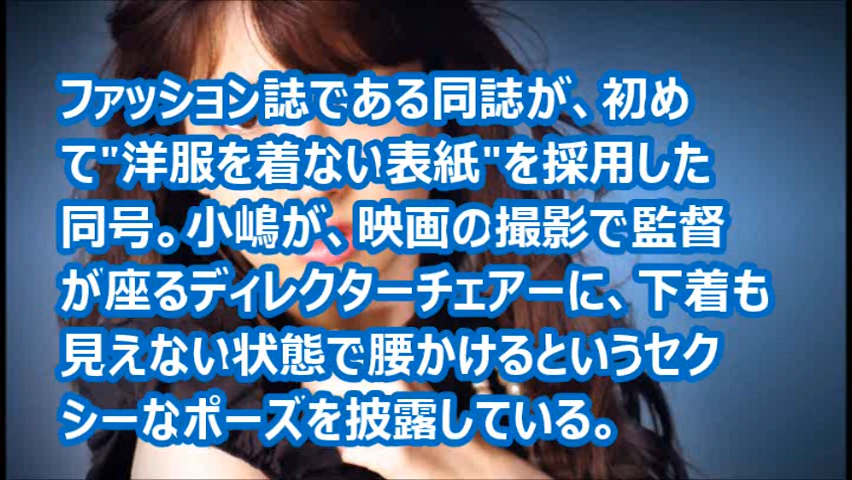 ファッション誌である同誌が、初め
て"洋服を着ない表紙"を採用した
同号。小嶋が、映画の撮影で監督
が座るディレクターチェアーに、下着も
見えない状態で腰かけるというセク
シーなポーズを披露している。